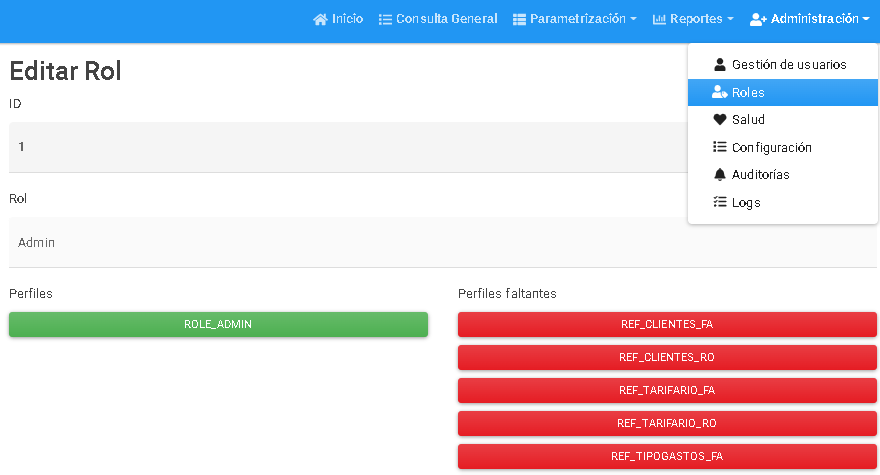 Inicio Consulta General Parametrización Reportes Administración
Editar Rol
ID
1
Gestión de usuarios
Roles
Salud
Configuración
Auditorías
Logs
Rol
Admin
Perfiles
ROLE_ADMIN
Perfiles faltantes
REF_CLIENTES_FA
REF_CLIENTES_RO
REF_TARIFARIO_FA
REF_TARIFARIO_RO
REF_TIPOGASTOS_FA